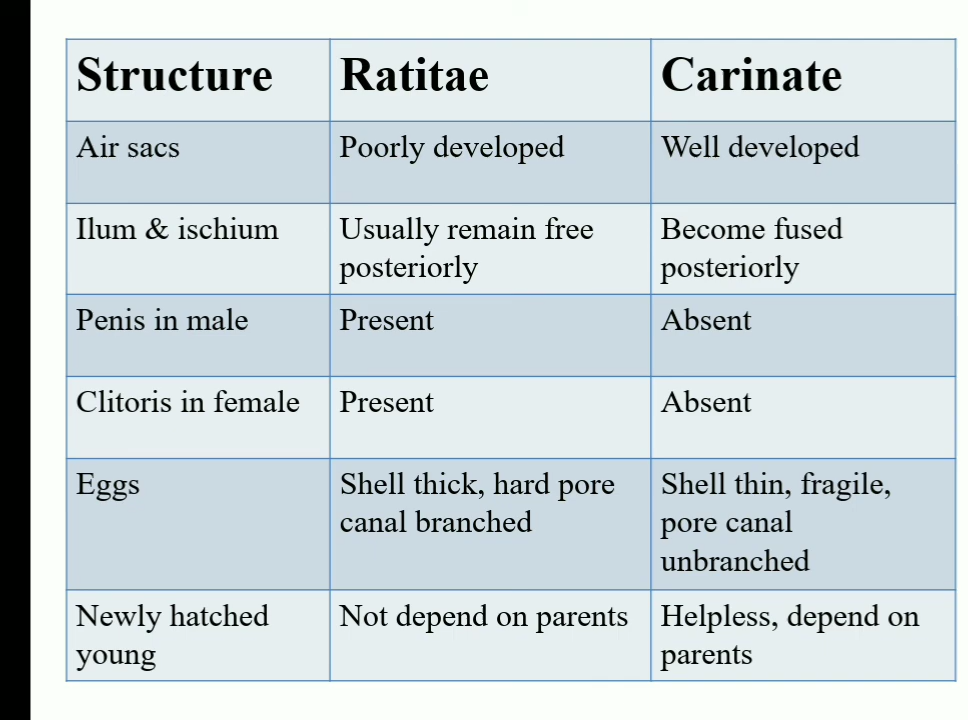 Structure Ratitae Carinate
Air sacs Poorly developed Well developed
Ilum & ischium Usually remain free Become fused
posteriorly posteriorly
Penis in male Present Absent
Clitoris in female Present Absent
Eggs Shell thick, hard pore Shell thin, fragile,
canal branched pore canal
unbranched
Newly hatched Not depend on parents Helpless, depend on
young parents